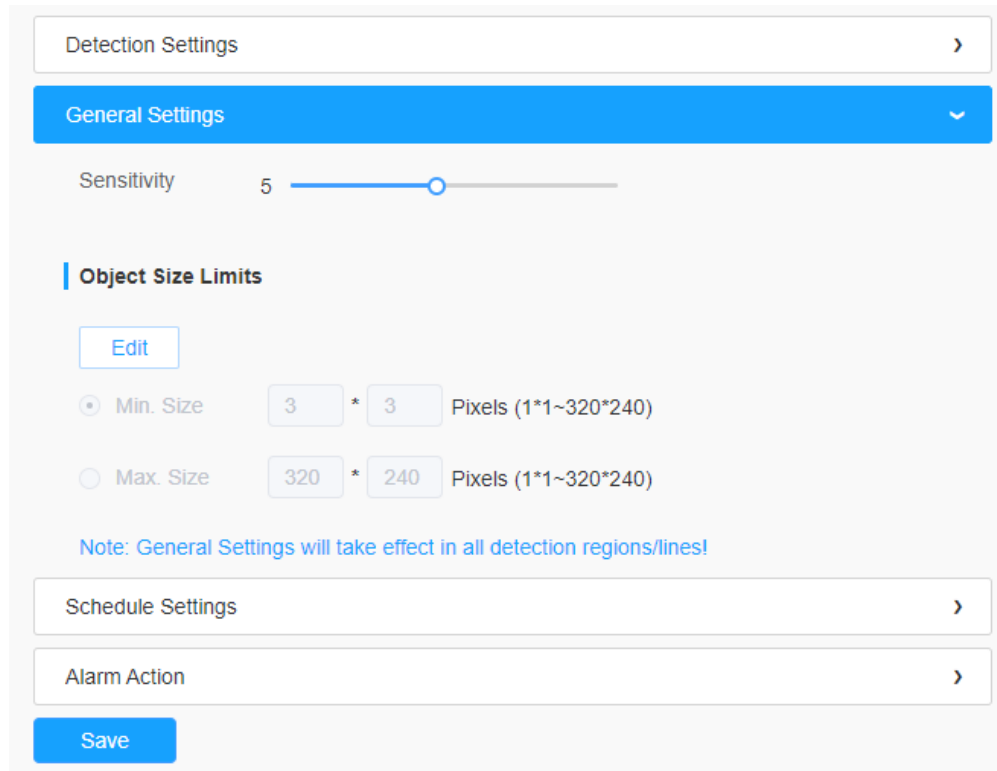 Detection Settings
General Settings
Sensitivity 5
Object Size Limits
Edit
Min. Size 3 * 3 Pixels (1*1~320*240)
Max. Size 320 * 240 Pixels (1*1~320*240)
Note: General Settings will take effect in all detection regions/lines!
Schedule Settings
Alarm Action
Save